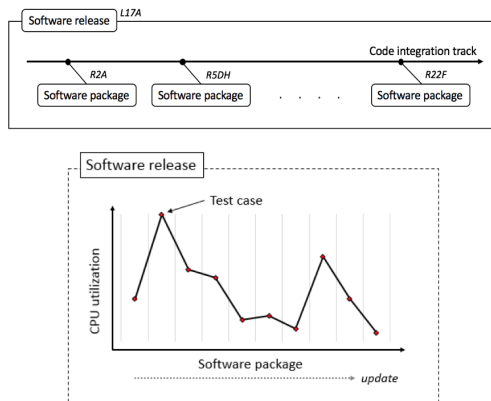 Software release L17A
Code integration track
R2A R5DH R22F
Software package Software package . . . . Software package
Software release
Test case
CPU utilization
Software package
update